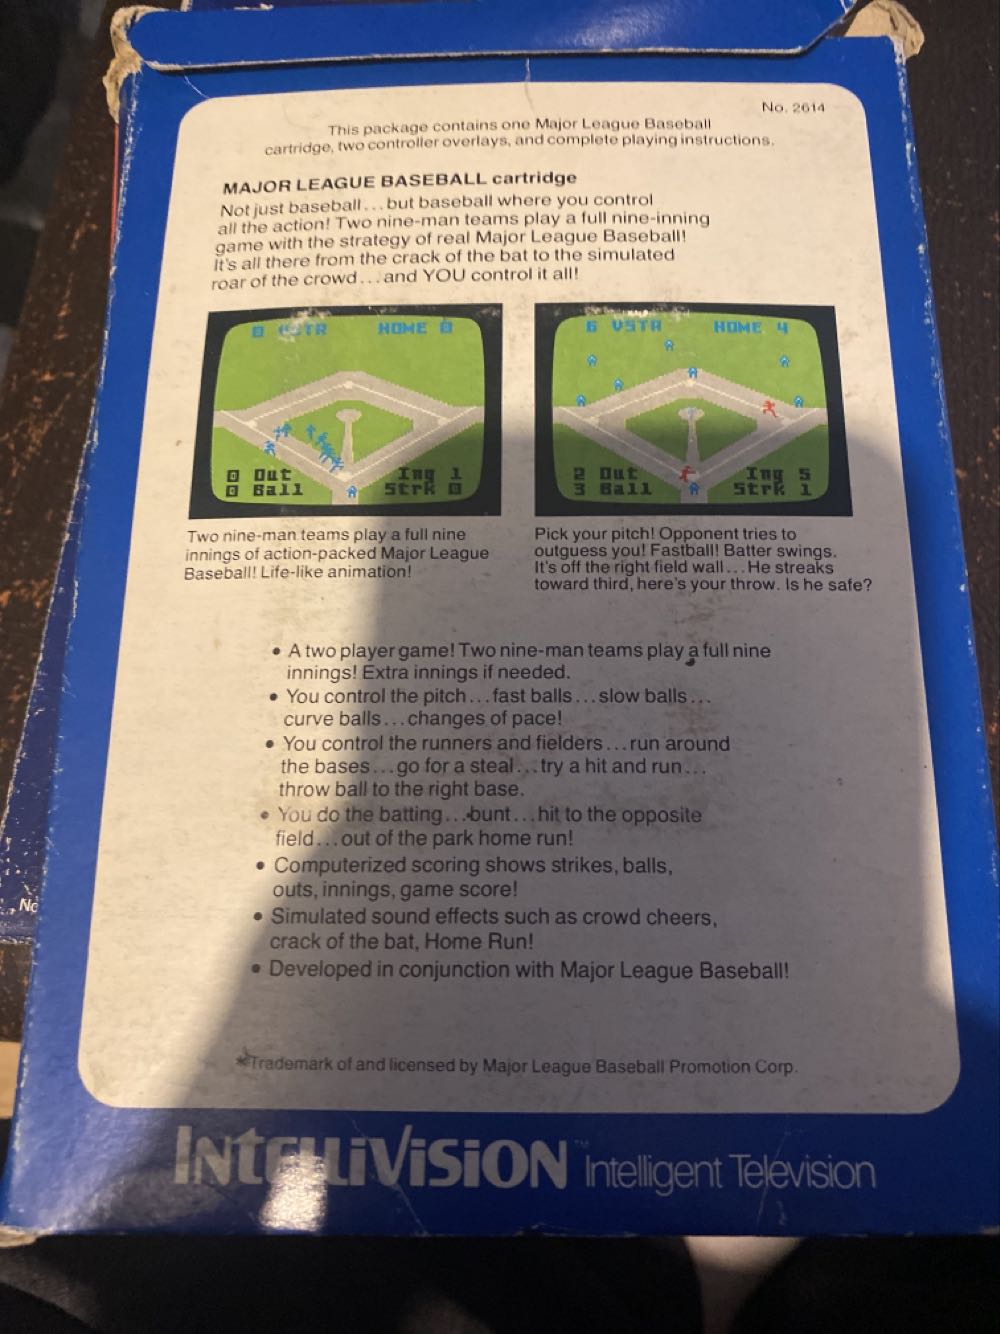 No. 2614
This package contains one Major League Baseball
cartridge, two controller overlays, and complete playing instructions.
MAJOR LEAGUE BASEBALL cartridge
Not just baseball...but baseball where you control
all the action! Two nine-man teams play a full nine-inning
game with the strategy of real Major League Baseball!
It's all there from the crack of the bat to the simulated
roar of the crowd...and YOU control it all!
0 VSTR HOME 0
0 Out Ing 1
0 Ball Strk 0
6 VSTR HOME 4
2 Out Ing 5
3 Ball Strk 1
Two nine-man teams play a full nine
innings of action-packed Major League
Baseball! Life-like animation!
Pick your pitch! Opponent tries to
outguess you! Fastball! Batter swings.
It's off the right field wall...He streaks
toward third, here's your throw. Is he safe?
• A two player game! Two nine-man teams play a full nine
innings! Extra innings if needed.
• You control the pitch...fast balls...slow balls...
curve balls...changes of pace!
• You control the runners and fielders...run around
the bases...go for a steal...try a hit and run...
throw ball to the right base.
• You do the batting...bunt...hit to the opposite
field...out of the park home run!
• Computerized scoring shows strikes, balls,
outs, innings, game score!
• Simulated sound effects such as crowd cheers,
crack of the bat, Home Run!
• Developed in conjunction with Major League Baseball!
*Trademark of and licensed by Major League Baseball Promotion Corp.
INTELLIVISION™ Intelligent Television